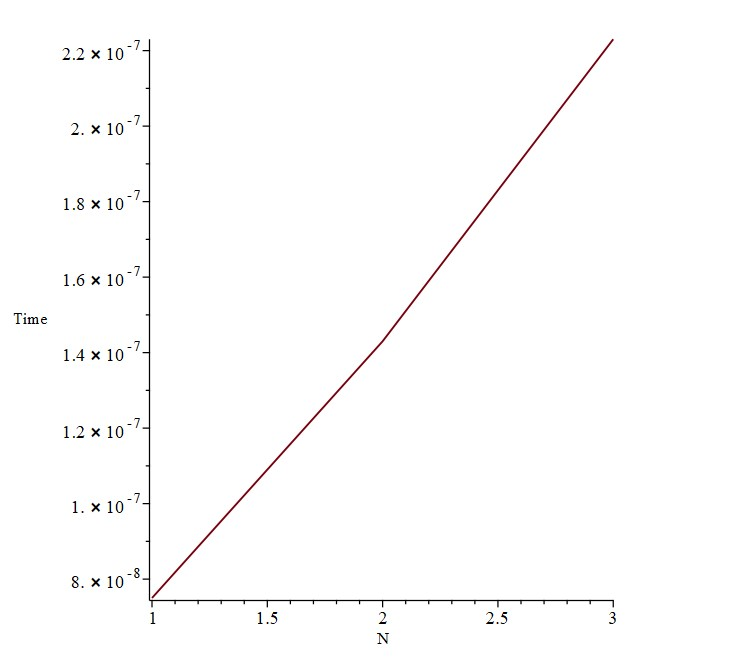 2.2 × 10⁻⁷
2. × 10⁻⁷
1.8 × 10⁻⁷
1.6 × 10⁻⁷
Time
1.4 × 10⁻⁷
1.2 × 10⁻⁷
1. × 10⁻⁷
8. × 10⁻⁸
1 1.5 2 2.5 3
N